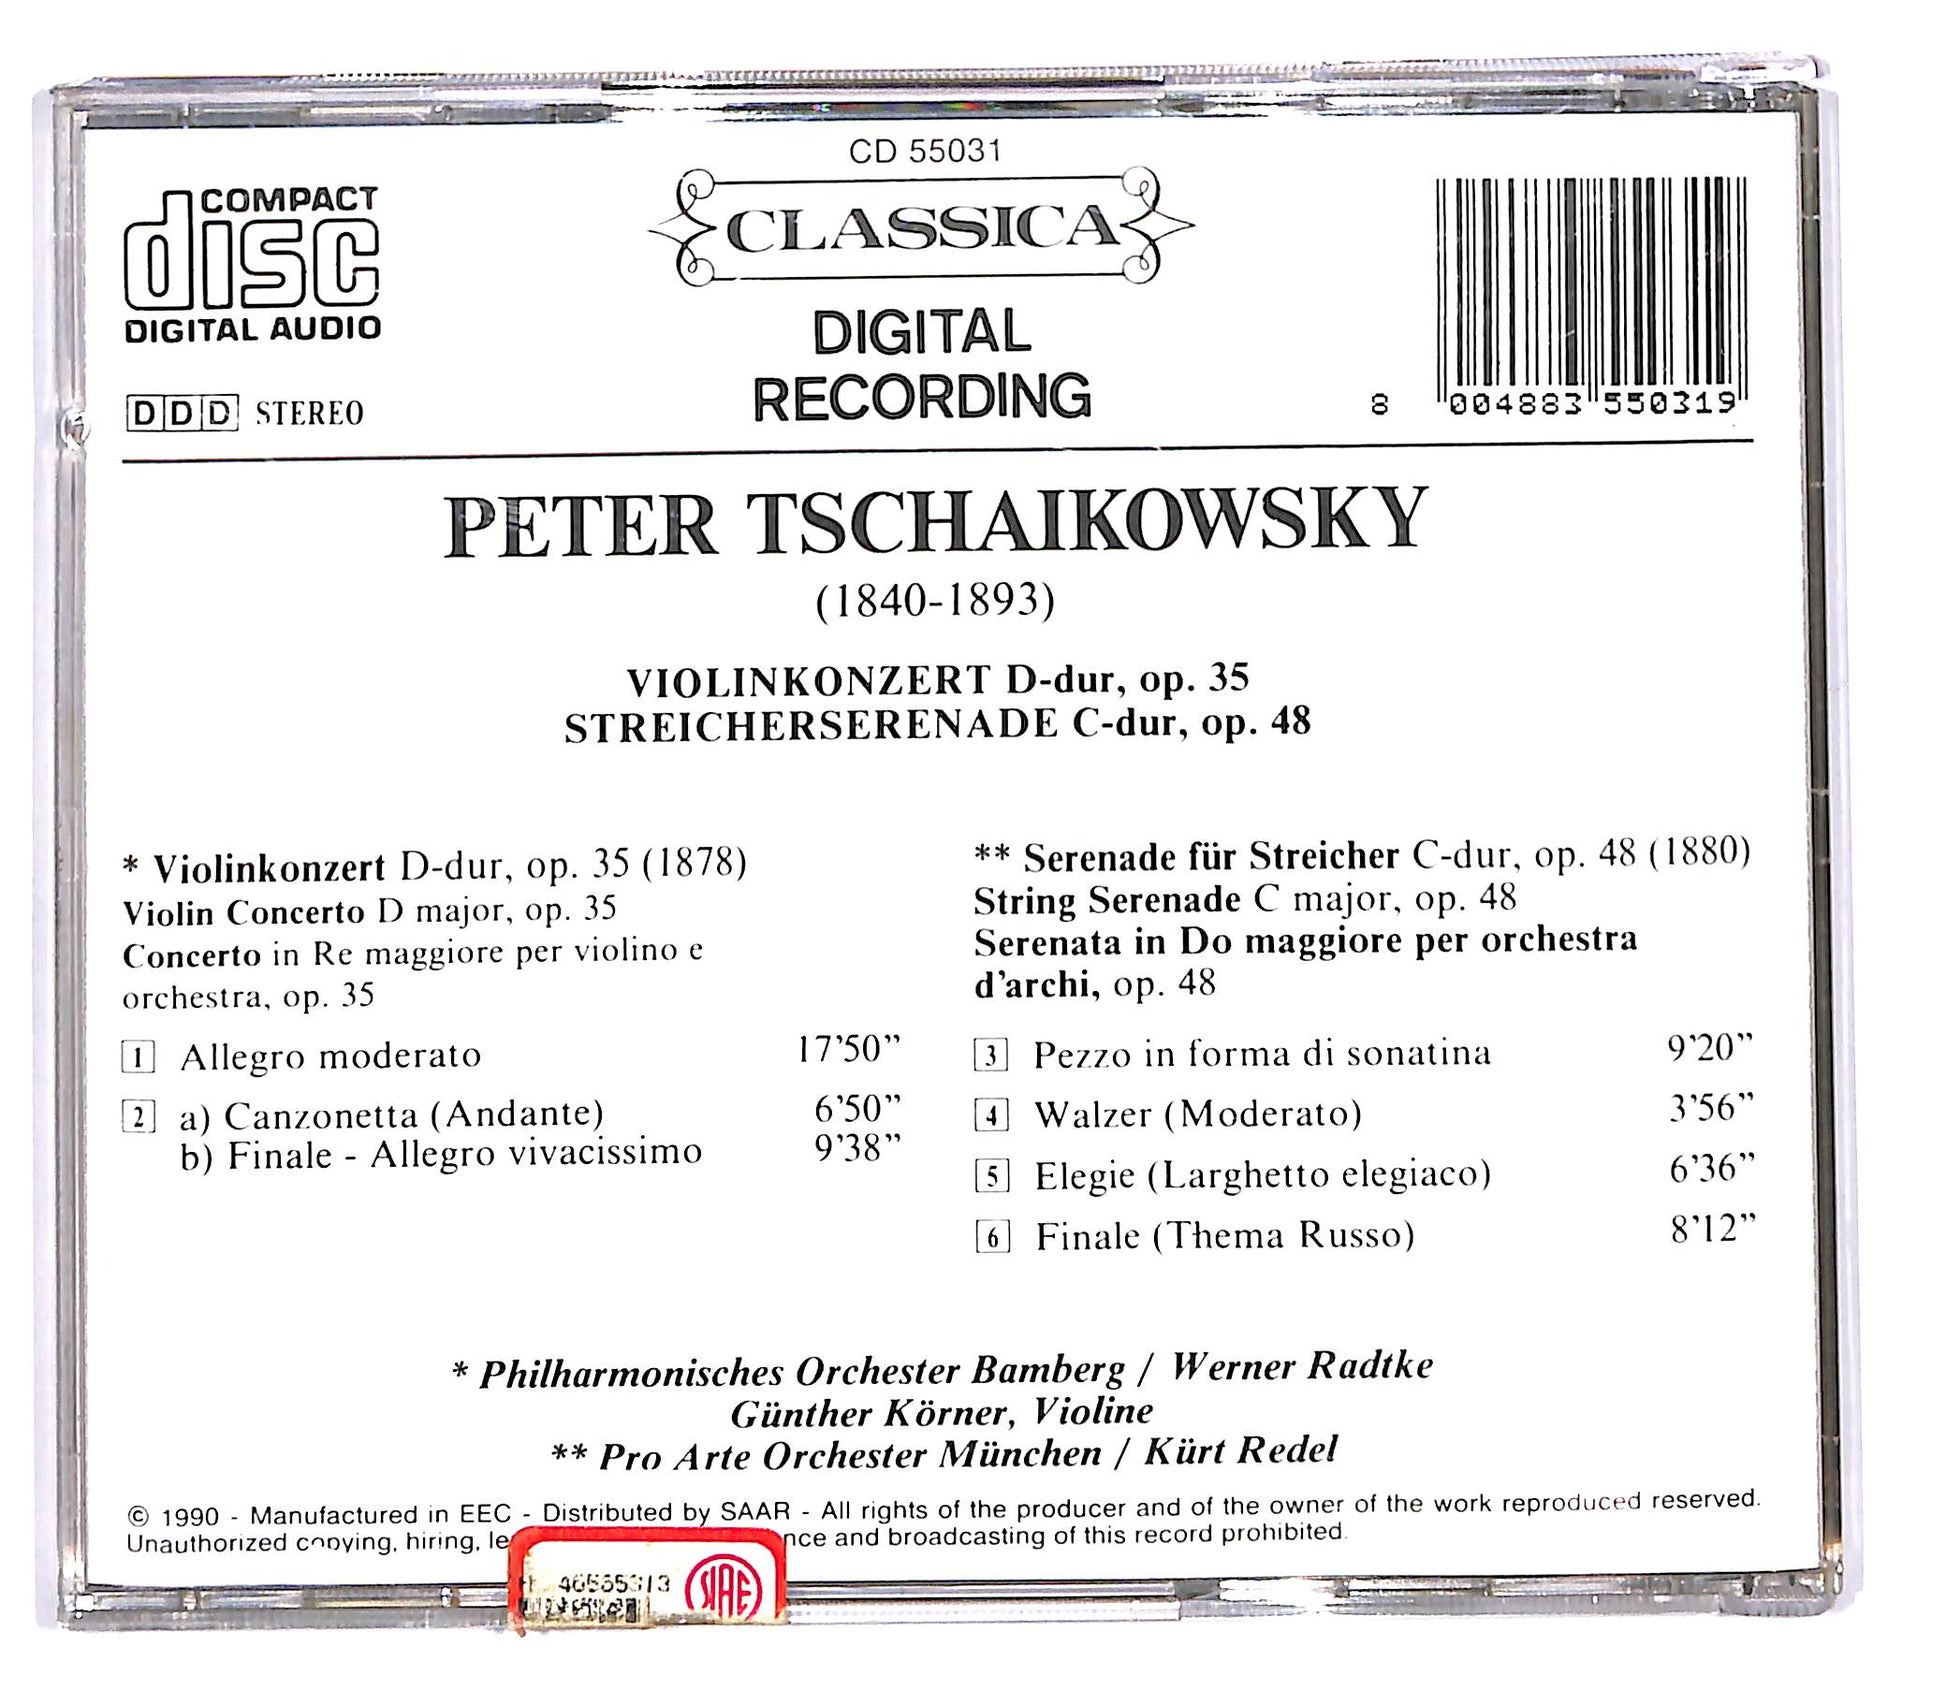 CD 55031
COMPACT
disc
DIGITAL AUDIO
DDD STEREO
CLASSICA
DIGITAL
RECORDING
8 004883 550319
PETER TSCHAIKOWSKY
(1840-1893)
VIOLINKONZERT D-dur, op. 35
STREICHERSERENADE C-dur, op. 48
* Violinkonzert D-dur, op. 35 (1878)
Violin Concerto D major, op. 35
Concerto in Re maggiore per violino e
orchestra, op. 35
1 Allegro moderato 17'50"
2 a) Canzonetta (Andante) 6'50"
b) Finale - Allegro vivacissimo 9'38"
** Serenade für Streicher C-dur, op. 48 (1880)
String Serenade C major, op. 48
Serenata in Do maggiore per orchestra
d'archi, op. 48
3 Pezzo in forma di sonatina 9'20"
4 Walzer (Moderato) 3'56"
5 Elegie (Larghetto elegiaco) 6'36"
6 Finale (Thema Russo) 8'12"
* Philharmonisches Orchester Bamberg / Werner Radtke
Günther Körner, Violine
** Pro Arte Orchester München / Kürt Redel
© 1990 - Manufactured in EEC - Distributed by SAAR - All rights of the producer and of the owner of the work reproduced reserved.
Unauthorized copying, hiring, and broadcasting of this record prohibited.
SIAE